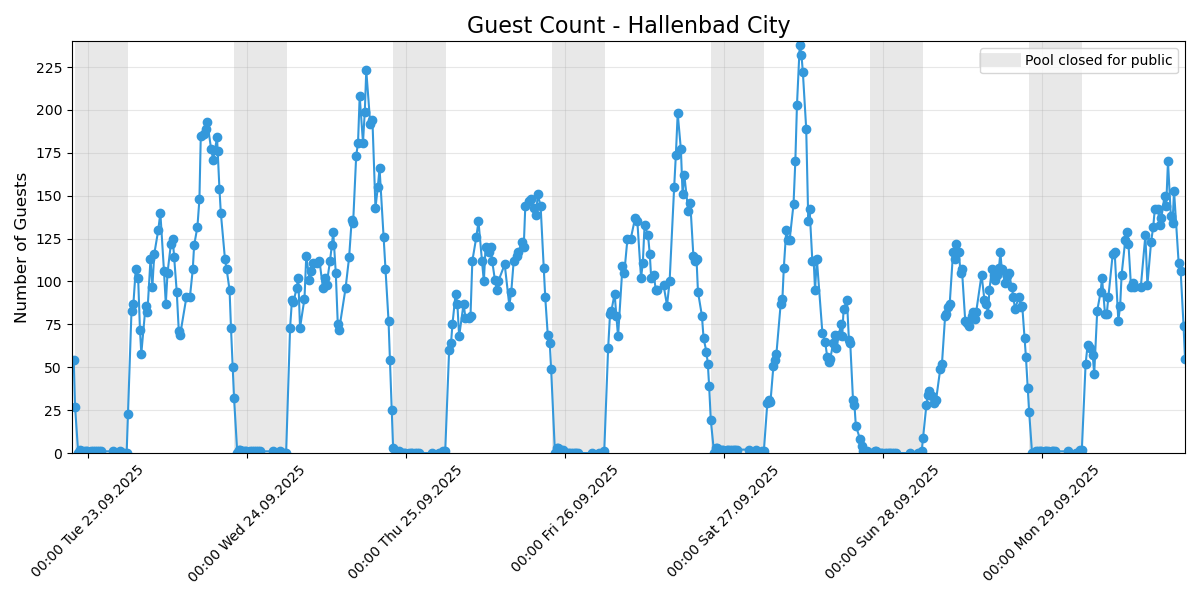 Guest Count - Hallenbad City
Pool closed for public
Number of Guests
225
200
175
150
125
100
75
50
25
0
00:00 Tue 23.09.2025
00:00 Wed 24.09.2025
00:00 Thu 25.09.2025
00:00 Fri 26.09.2025
00:00 Sat 27.09.2025
00:00 Sun 28.09.2025
00:00 Mon 29.09.2025